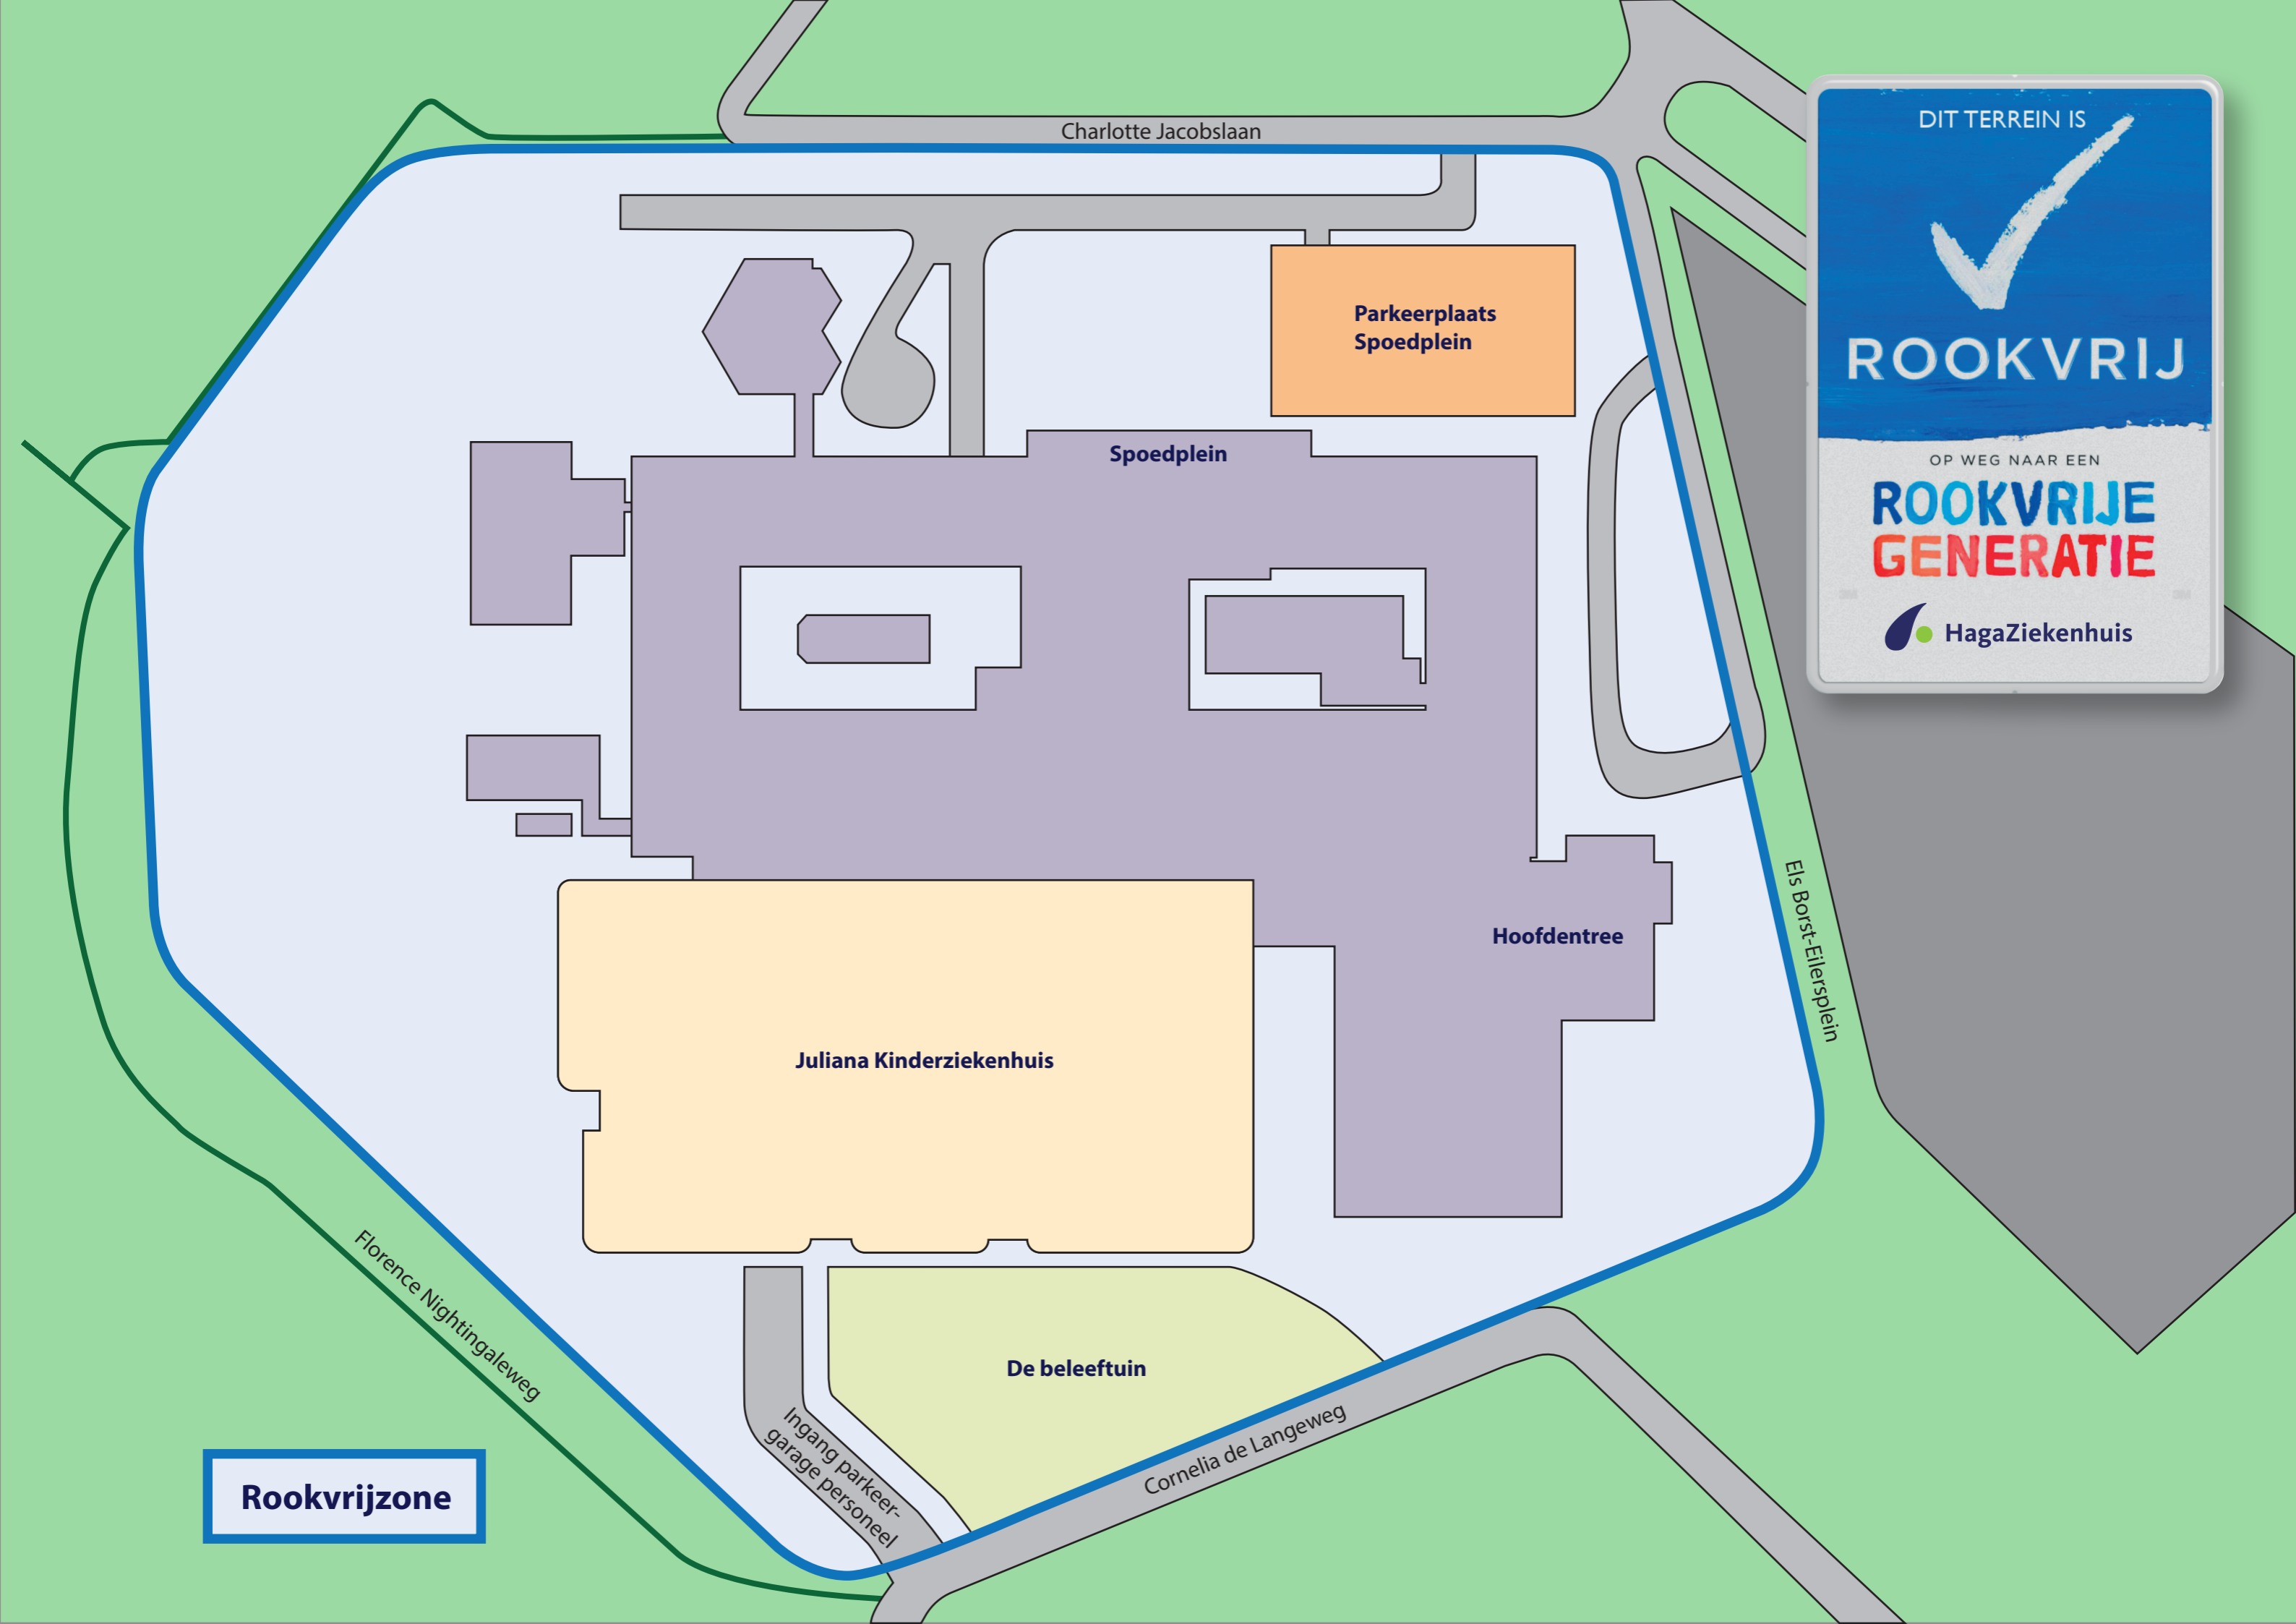 Charlotte Jacobslaan
DIT TERREIN IS
ROOKVRIJ
OP WEG NAAR EEN
ROOKVRIJE
GENERATIE
HagaZiekenhuis
Parkeerplaats
Spoedplein
Spoedplein
Hoofdentree
Els Borst-Eilersplein
Juliana Kinderziekenhuis
De beleeftuin
Florence Nightingaleweg
Ingang parkeer-
garage personeel
Cornelia de Langeweg
Rookvrijzone